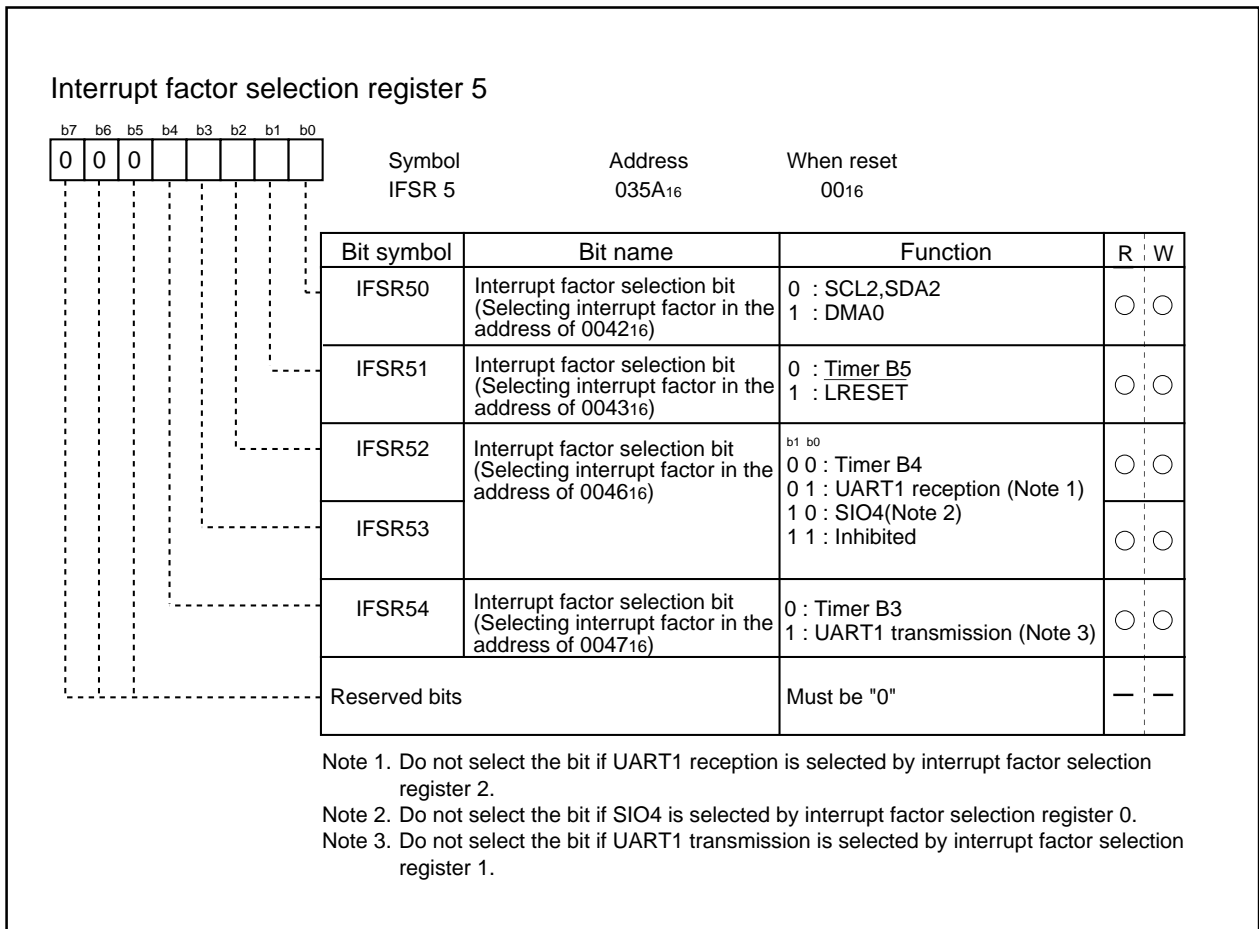 Interrupt factor selection register 5
b7 b6 b5 b4 b3 b2 b1 b0
0 0 0
Symbol Address When reset
IFSR 5 035A16 0016
Bit symbol Bit name Function R W
IFSR50 Interrupt factor selection bit
(Selecting interrupt factor in the
address of 004216)
0 : SCL2,SDA2
1 : DMA0
IFSR51 Interrupt factor selection bit
(Selecting interrupt factor in the
address of 004316)
0 : Timer B5
1 : LRESET
IFSR52 Interrupt factor selection bit
(Selecting interrupt factor in the
address of 004616)
b1 b0
0 0 : Timer B4
0 1 : UART1 reception (Note 1)
1 0 : SIO4(Note 2)
1 1 : Inhibited
IFSR53
IFSR54 Interrupt factor selection bit
(Selecting interrupt factor in the
address of 004716)
0 : Timer B3
1 : UART1 transmission (Note 3)
Reserved bits Must be "0" — —
Note 1. Do not select the bit if UART1 reception is selected by interrupt factor selection
register 2.
Note 2. Do not select the bit if SIO4 is selected by interrupt factor selection register 0.
Note 3. Do not select the bit if UART1 transmission is selected by interrupt factor selection
register 1.